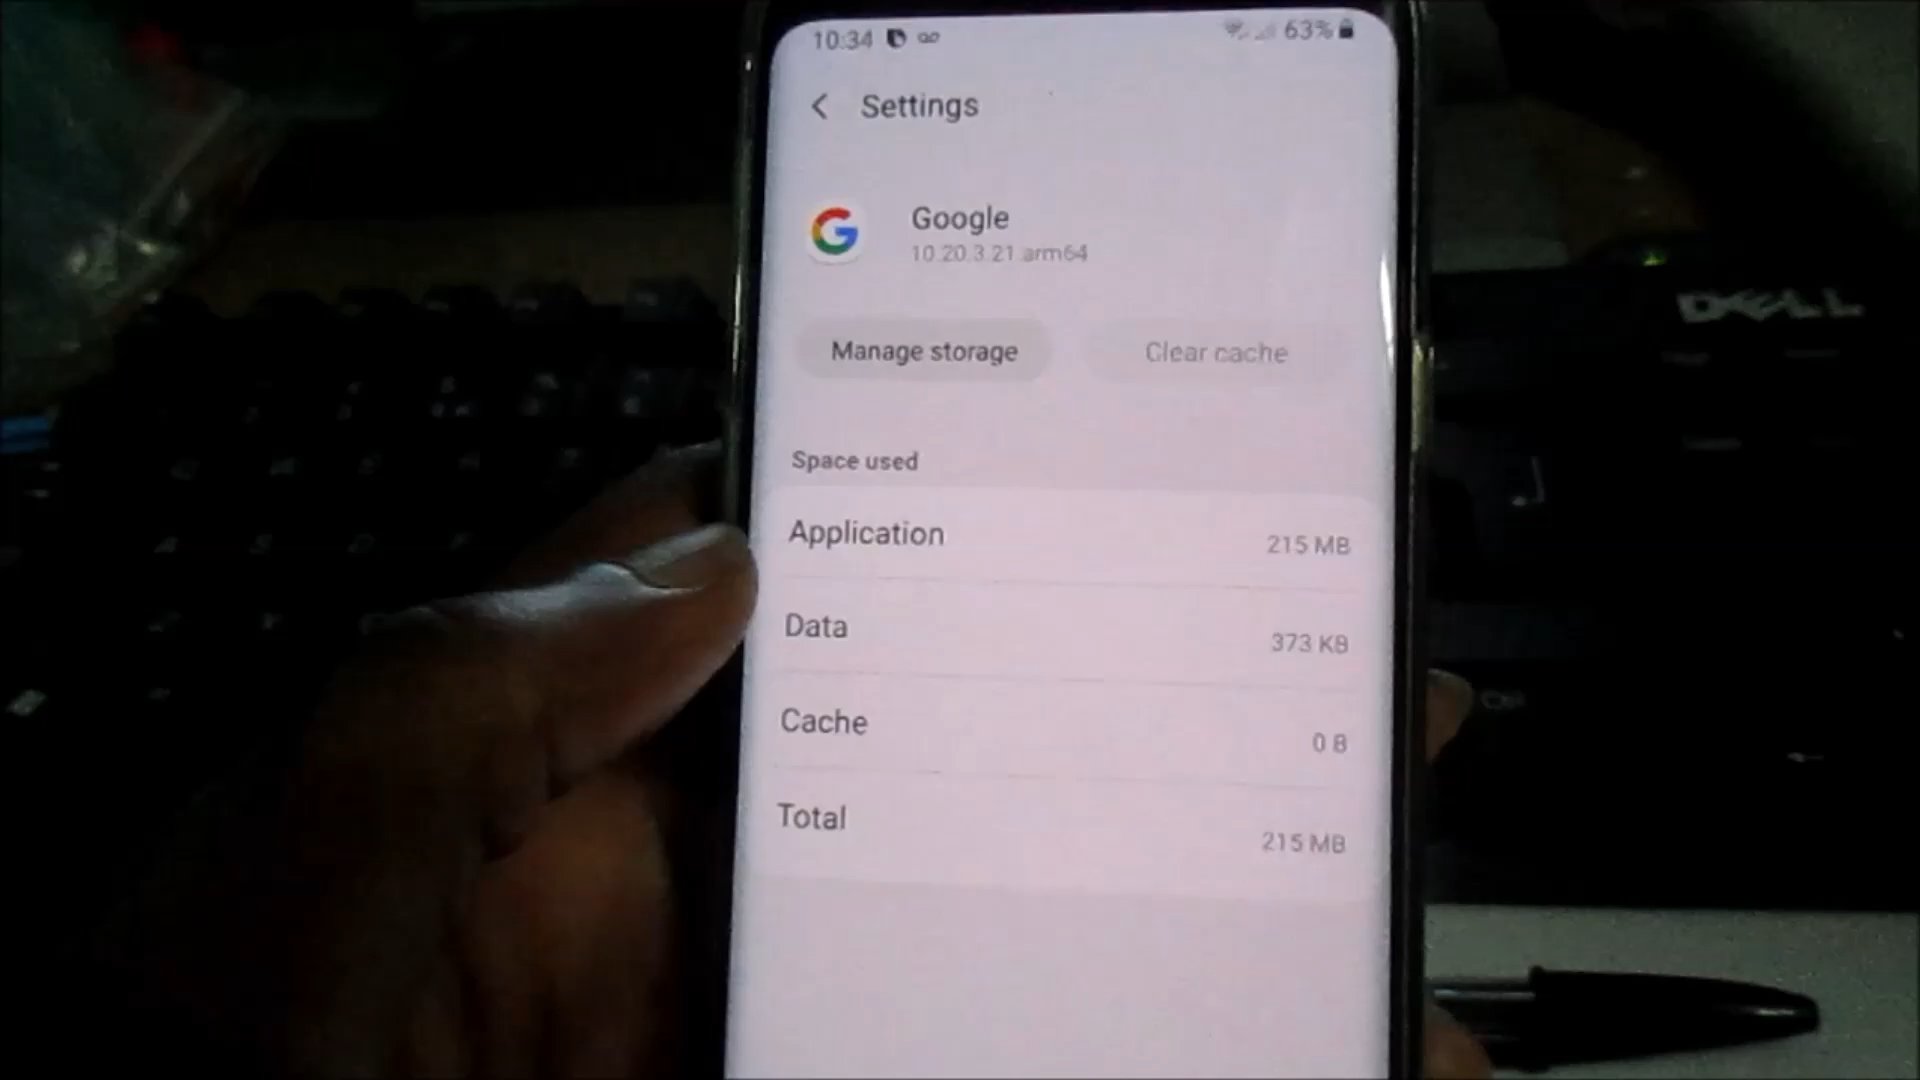 10:34 63%
Settings
Google
10.20.3.21.arm64
Manage storage Clear cache
Space used
Application 215 MB
Data 373 KB
Cache 0 B
Total 215 MB
DELL
Ctrl